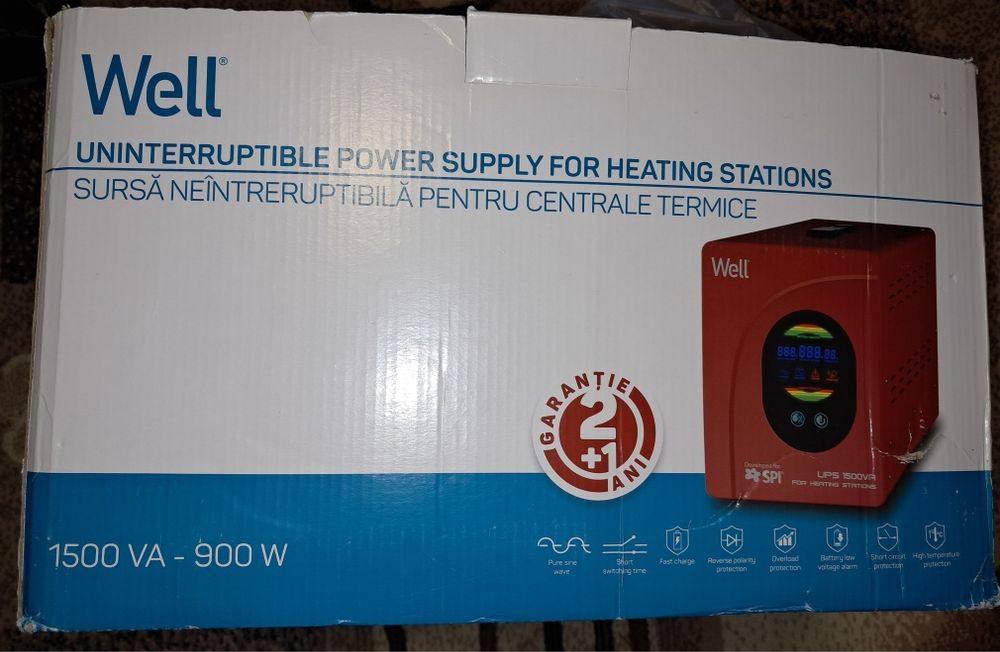 Well®
UNINTERRUPTIBLE POWER SUPPLY FOR HEATING STATIONS
SURSĂ NEÎNTRERUPTIBILĂ PENTRU CENTRALE TERMICE
Well
888.888.88.
GARANȚIE
2
+1
ANI
Developed for
SPI
UPS 1500VA
FOR HEATING STATIONS
1500 VA - 900 W
Pure sine
wave
Short
switching time
Fast charge
Reverse polarity
protection
Overload
protection
Battery low
voltage alarm
Short circuit
protection
High temperature
protection